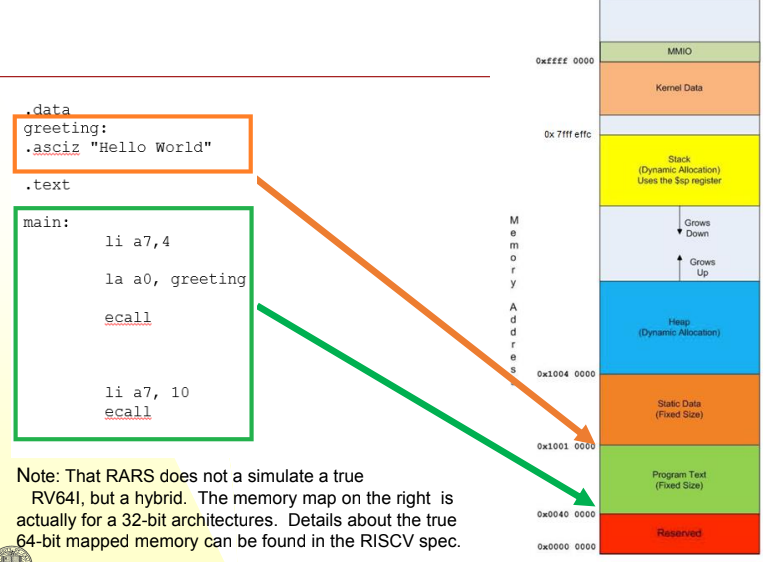 .data
greeting:
.asciz "Hello World"
.text
main:
li a7,4
la a0, greeting
ecall
li a7, 10
ecall
Note: That RARS does not a simulate a true
RV64I, but a hybrid. The memory map on the right is
actually for a 32-bit architectures. Details about the true
64-bit mapped memory can be found in the RISCV spec.
Memory Address
MMIO
0xffff 0000
Kernel Data
0x 7fff effc
Stack
(Dynamic Allocation)
Uses the $sp register
Grows
Down
Grows
Up
Heap
(Dynamic Allocation)
0x1004 0000
Static Data
(Fixed Size)
0x1001 0000
Program Text
(Fixed Size)
0x0040 0000
Reserved
0x0000 0000